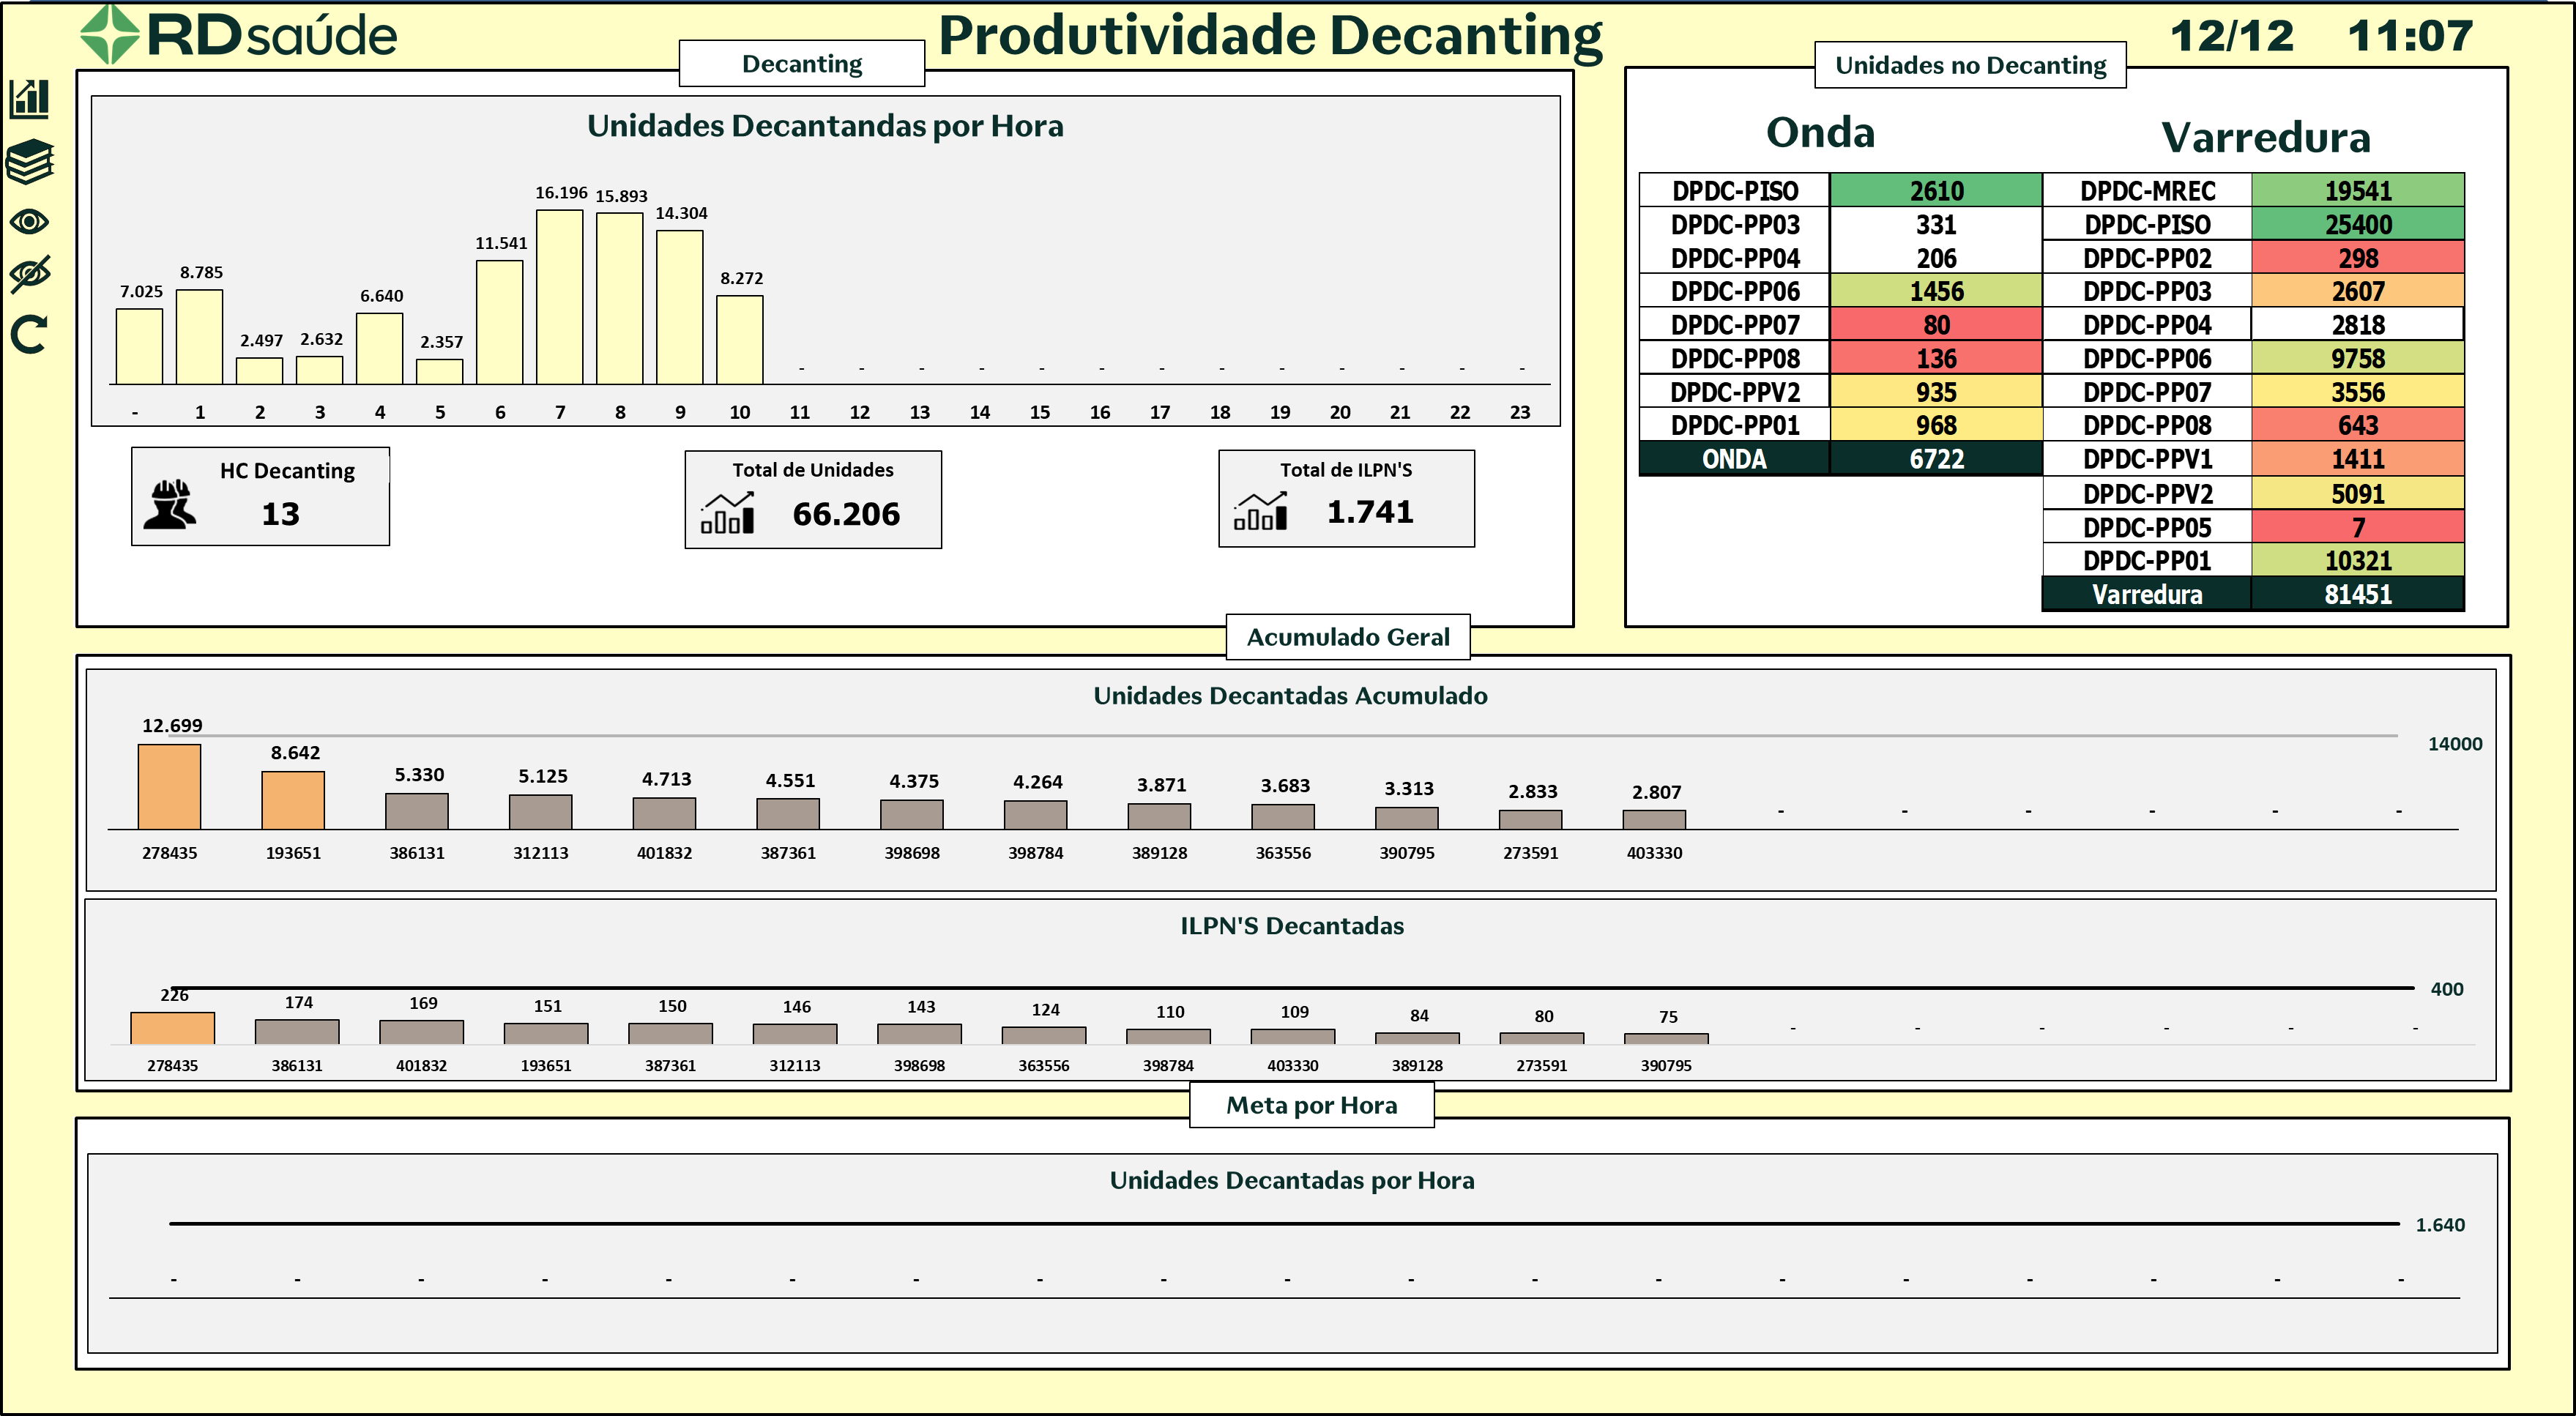 RDsaúde
Produtividade Decanting
12/12 11:07
Decanting
Unidades Decantandas por Hora
7.025 8.785 2.497 2.632 6.640 2.357 11.541 16.196 15.893 14.304 8.272 - - - - - - - - - - - - -
- 1 2 3 4 5 6 7 8 9 10 11 12 13 14 15 16 17 18 19 20 21 22 23
HC Decanting
13
Total de Unidades
66.206
Total de ILPN'S
1.741
Unidades no Decanting
Onda
DPDC-PISO 2610
DPDC-PP03 331
DPDC-PP04 206
DPDC-PP06 1456
DPDC-PP07 80
DPDC-PP08 136
DPDC-PPV2 935
DPDC-PP01 968
ONDA 6722
Varredura
DPDC-MREC 19541
DPDC-PISO 25400
DPDC-PP02 298
DPDC-PP03 2607
DPDC-PP04 2818
DPDC-PP06 9758
DPDC-PP07 3556
DPDC-PP08 643
DPDC-PPV1 1411
DPDC-PPV2 5091
DPDC-PP05 7
DPDC-PP01 10321
Varredura 81451
Acumulado Geral
Unidades Decantadas Acumulado
14000
12.699 8.642 5.330 5.125 4.713 4.551 4.375 4.264 3.871 3.683 3.313 2.833 2.807 - - - - - -
278435 193651 386131 312113 401832 387361 398698 398784 389128 363556 390795 273591 403330
ILPN'S Decantadas
400
226 174 169 151 150 146 143 124 110 109 84 80 75 - - - - - -
278435 386131 401832 193651 387361 312113 398698 363556 398784 403330 389128 273591 390795
Meta por Hora
Unidades Decantadas por Hora
1.640
- - - - - - - - - - - - - - - - - - -